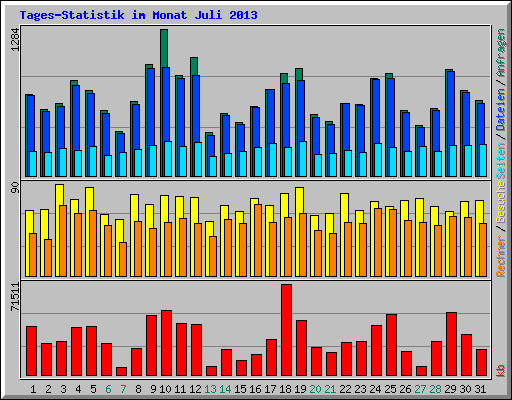 Tages-Statistik im Monat Juli 2013
1284
90
71511
Seiten / Dateien / Anfragen
Rechner / Besuche
kb
1 2 3 4 5 6 7 8 9 10 11 12 13 14 15 16 17 18 19 20 21 22 23 24 25 26 27 28 29 30 31